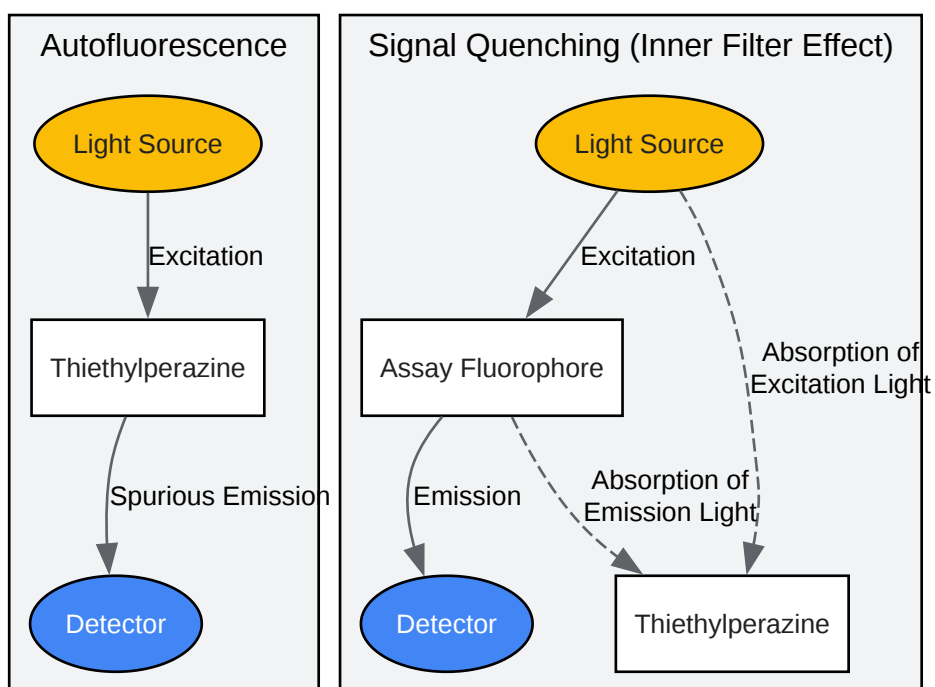 Autofluorescence
Light Source
Excitation
Thiethylperazine
Spurious Emission
Detector
Signal Quenching (Inner Filter Effect)
Light Source
Excitation
Absorption of
Excitation Light
Assay Fluorophore
Emission
Absorption of
Emission Light
Detector
Thiethylperazine